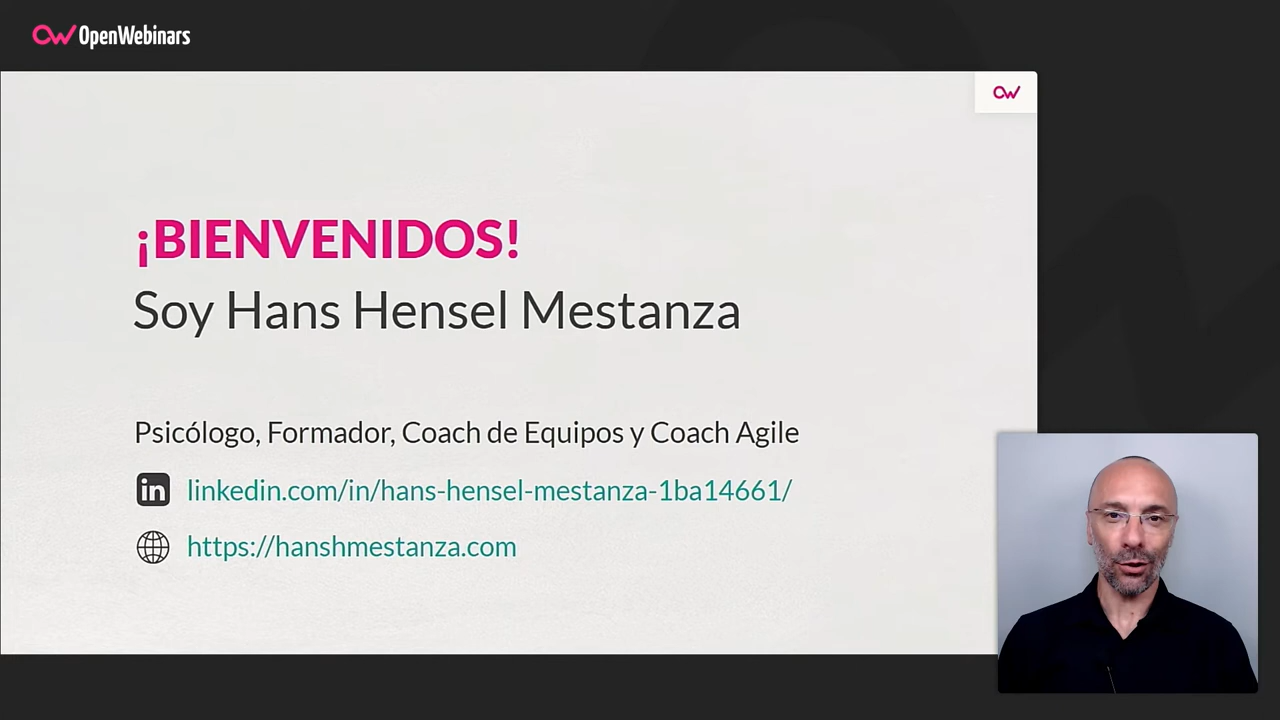 OpenWebinars
¡BIENVENIDOS!
Soy Hans Hensel Mestanza
Psicólogo, Formador, Coach de Equipos y Coach Agile
in linkedin.com/in/hans-hensel-mestanza-1ba14661/
https://hanshmestanza.com